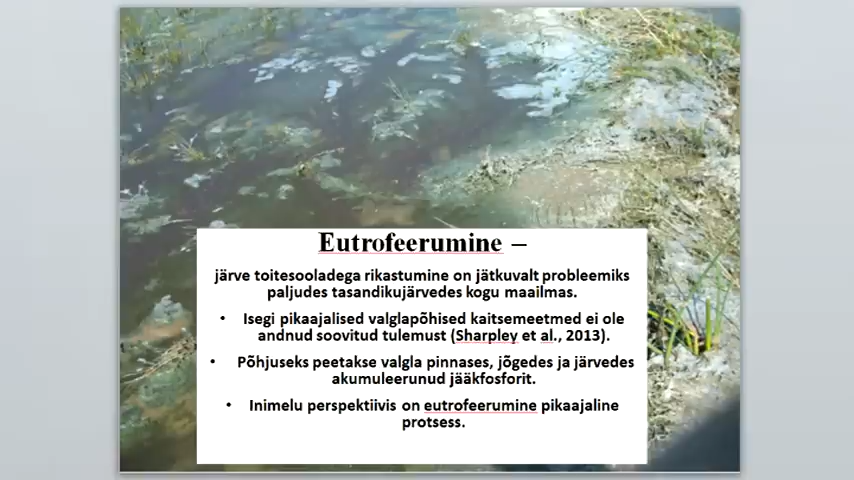 Eutrofeerumine –
järve toitesooladega rikastumine on jätkuvalt probleemiks
paljudes tasandikujärvedes kogu maailmas.
• Isegi pikaajalised valglapõhised kaitsemeetmed ei ole
andnud soovitud tulemust (Sharpley et al., 2013).
• Põhjuseks peetakse valgla pinnases, jõgedes ja järvedes
akumuleerunud jääkfosforit.
• Inimelu perspektiivis on eutrofeerumine pikaajaline
protsess.